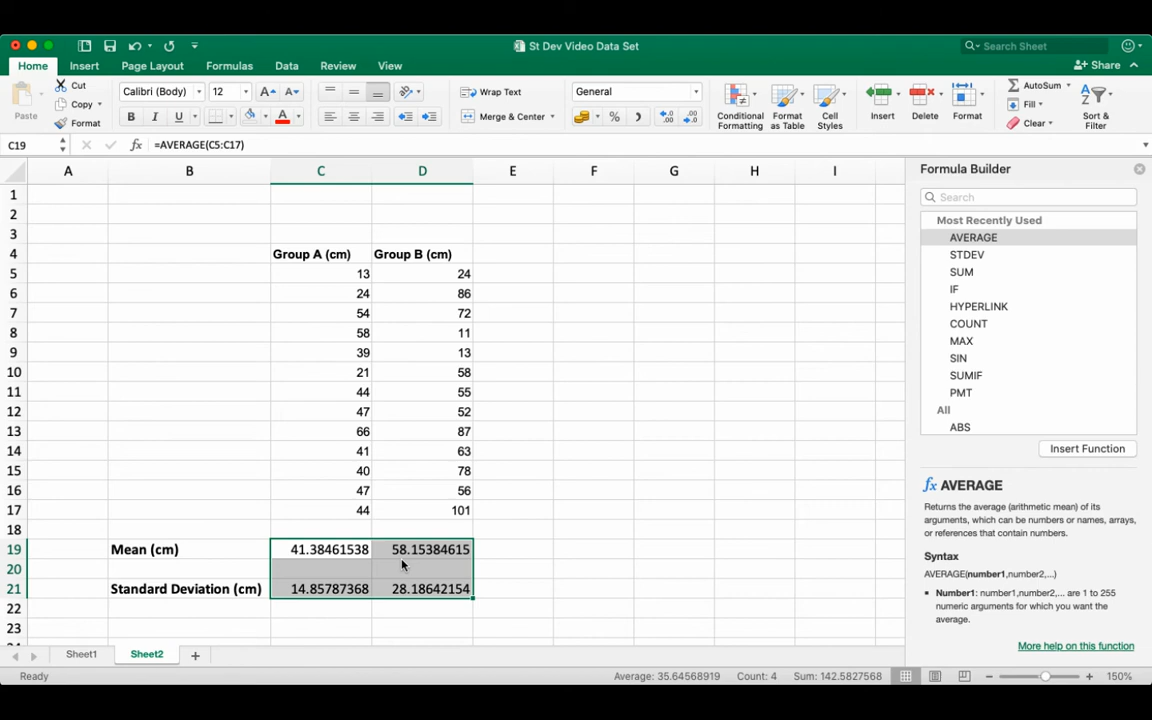 St Dev Video Data Set
Search Sheet
Home Insert Page Layout Formulas Data Review View
Share
Cut
Copy
Format
Paste
Calibri (Body) 12
A A
B I U A
Wrap Text
Merge & Center
General
%
Conditional Formatting
Format as Table
Cell Styles
Insert
Delete
Format
AutoSum
Fill
Clear
Sort & Filter
C19 fx =AVERAGE(C5:C17)
A B C D E F G H I
1
2
3
4 Group A (cm) Group B (cm)
5 13 24
6 24 86
7 54 72
8 58 11
9 39 13
10 21 58
11 44 55
12 47 52
13 66 87
14 41 63
15 40 78
16 47 56
17 44 101
18
19 Mean (cm) 41.38461538 58.15384615
20
21 Standard Deviation (cm) 14.85787368 28.18642154
22
23
Formula Builder
Search
Most Recently Used
AVERAGE
STDEV
SUM
IF
HYPERLINK
COUNT
MAX
SIN
SUMIF
PMT
All
ABS
Insert Function
fx AVERAGE
Returns the average (arithmetic mean) of its
arguments, which can be numbers or names, arrays,
or references that contain numbers.
Syntax
AVERAGE(number1,number2,...)
• Number1: number1,number2,... are 1 to 255
numeric arguments for which you want the
average.
More help on this function
Sheet1 Sheet2 +
Ready
Average: 35.64568919 Count: 4 Sum: 142.5827568
150%